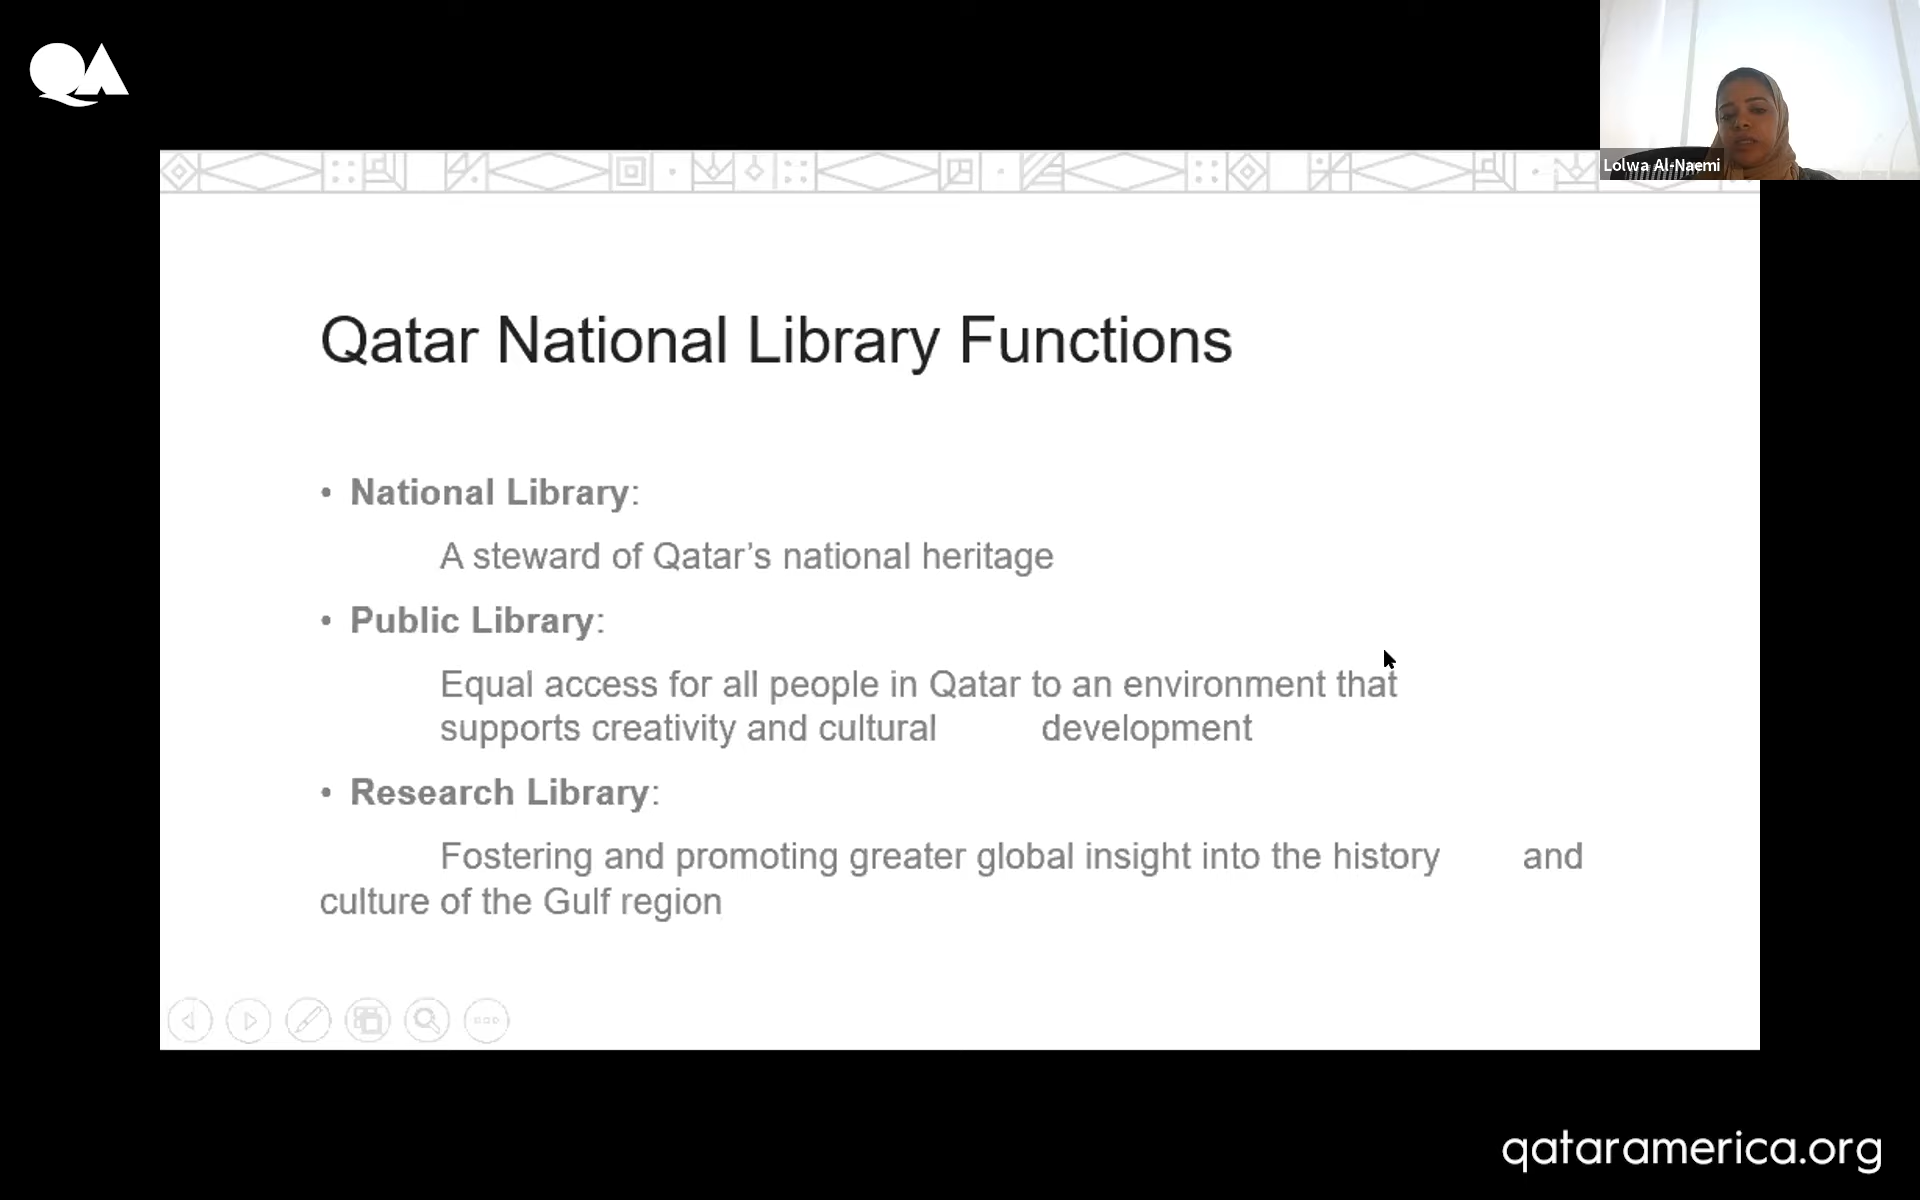 QA
Lolwa Al-Naemi
Qatar National Library Functions
• National Library:
A steward of Qatar’s national heritage
• Public Library:
Equal access for all people in Qatar to an environment that
supports creativity and cultural development
• Research Library:
Fostering and promoting greater global insight into the history and
culture of the Gulf region
qataramerica.org